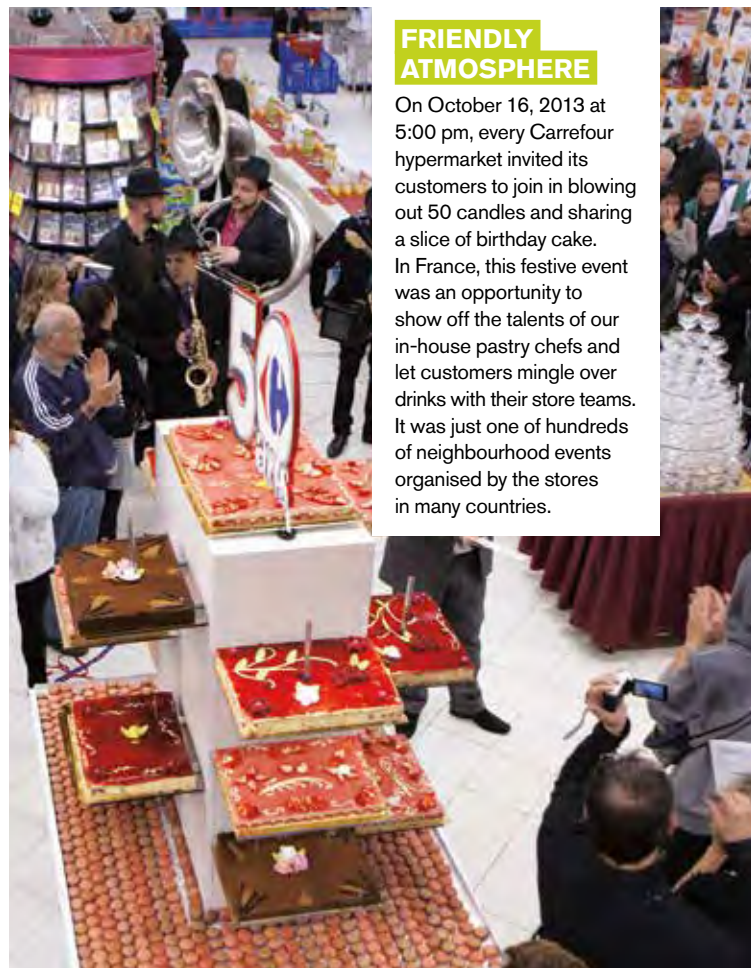 FRIENDLY
ATMOSPHERE
On October 16, 2013 at
5:00 pm, every Carrefour
hypermarket invited its
customers to join in blowing
out 50 candles and sharing
a slice of birthday cake.
In France, this festive event
was an opportunity to
show off the talents of our
in-house pastry chefs and
let customers mingle over
drinks with their store teams.
It was just one of hundreds
of neighbourhood events
organised by the stores
in many countries.
50